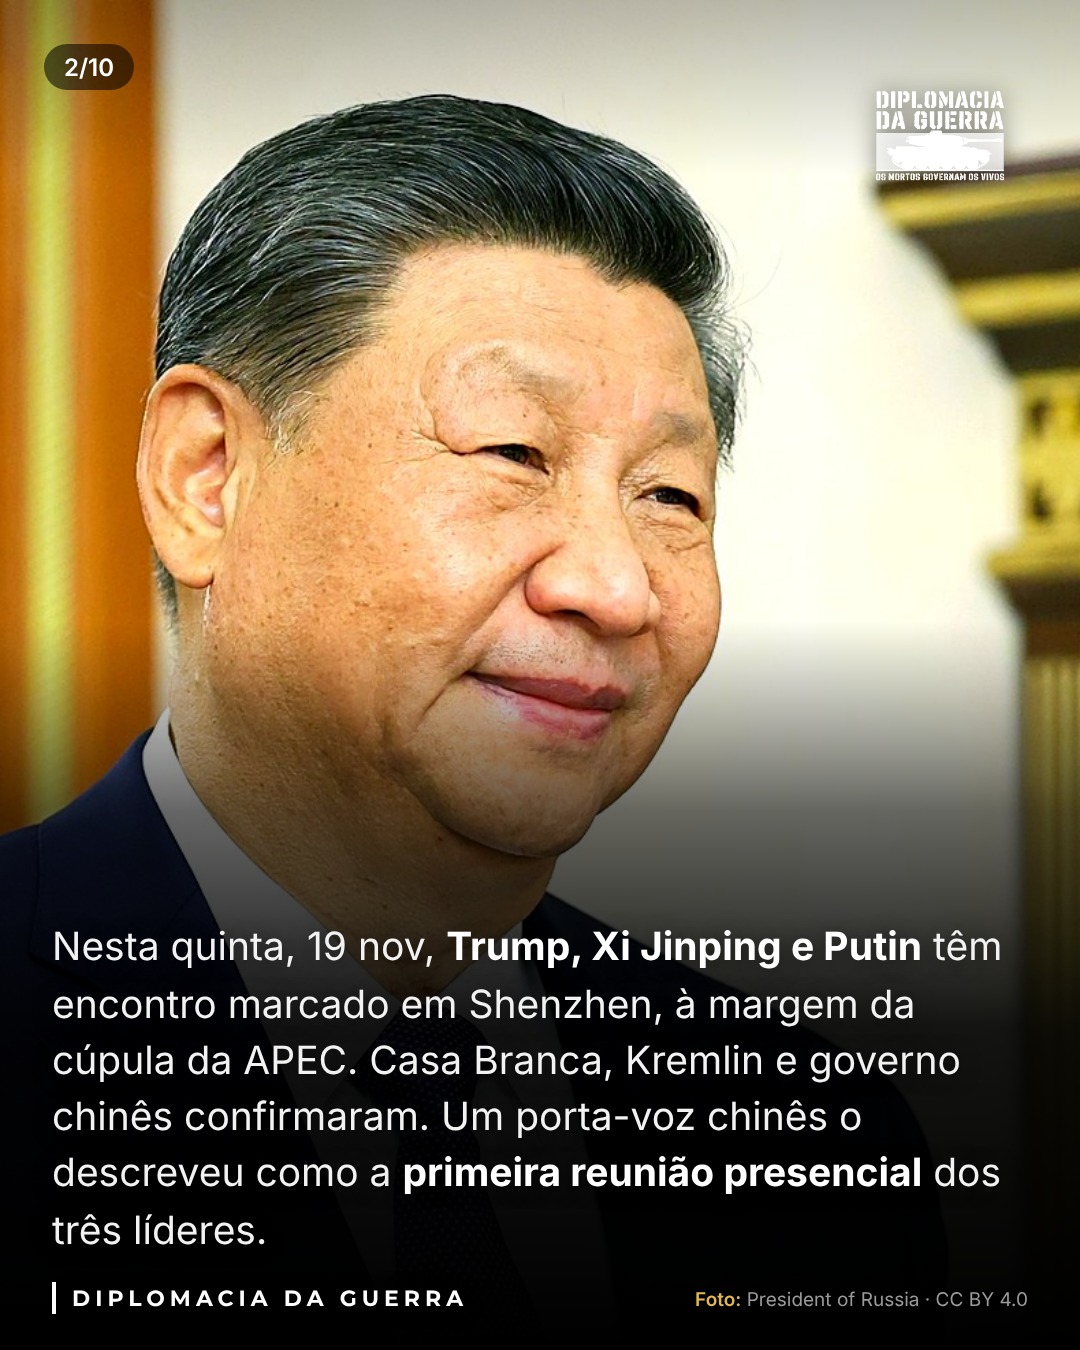 2/10
DIPLOMACIA
DA GUERRA
OS MORTOS GOVERNAM OS VIVOS
Nesta quinta, 19 nov, Trump, Xi Jinping e Putin têm
encontro marcado em Shenzhen, à margem da
cúpula da APEC. Casa Branca, Kremlin e governo
chinês confirmaram. Um porta-voz chinês o
descreveu como a primeira reunião presencial dos
três líderes.
DIPLOMACIA DA GUERRA
Foto: President of Russia · CC BY 4.0